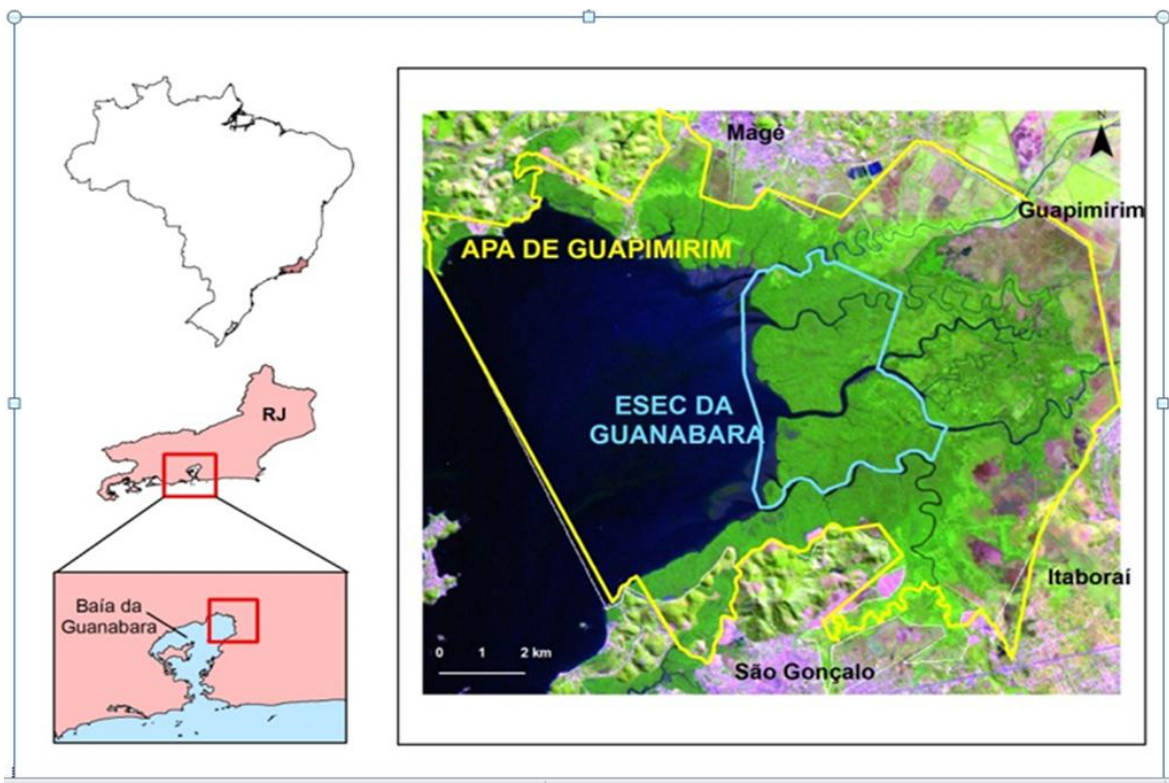 RJ
Baía da
Guanabara
Magé
N
Guapimirim
APA DE GUAPIMIRIM
ESEC DA
GUANABARA
Itaboraí
0 1 2 km
São Gonçalo